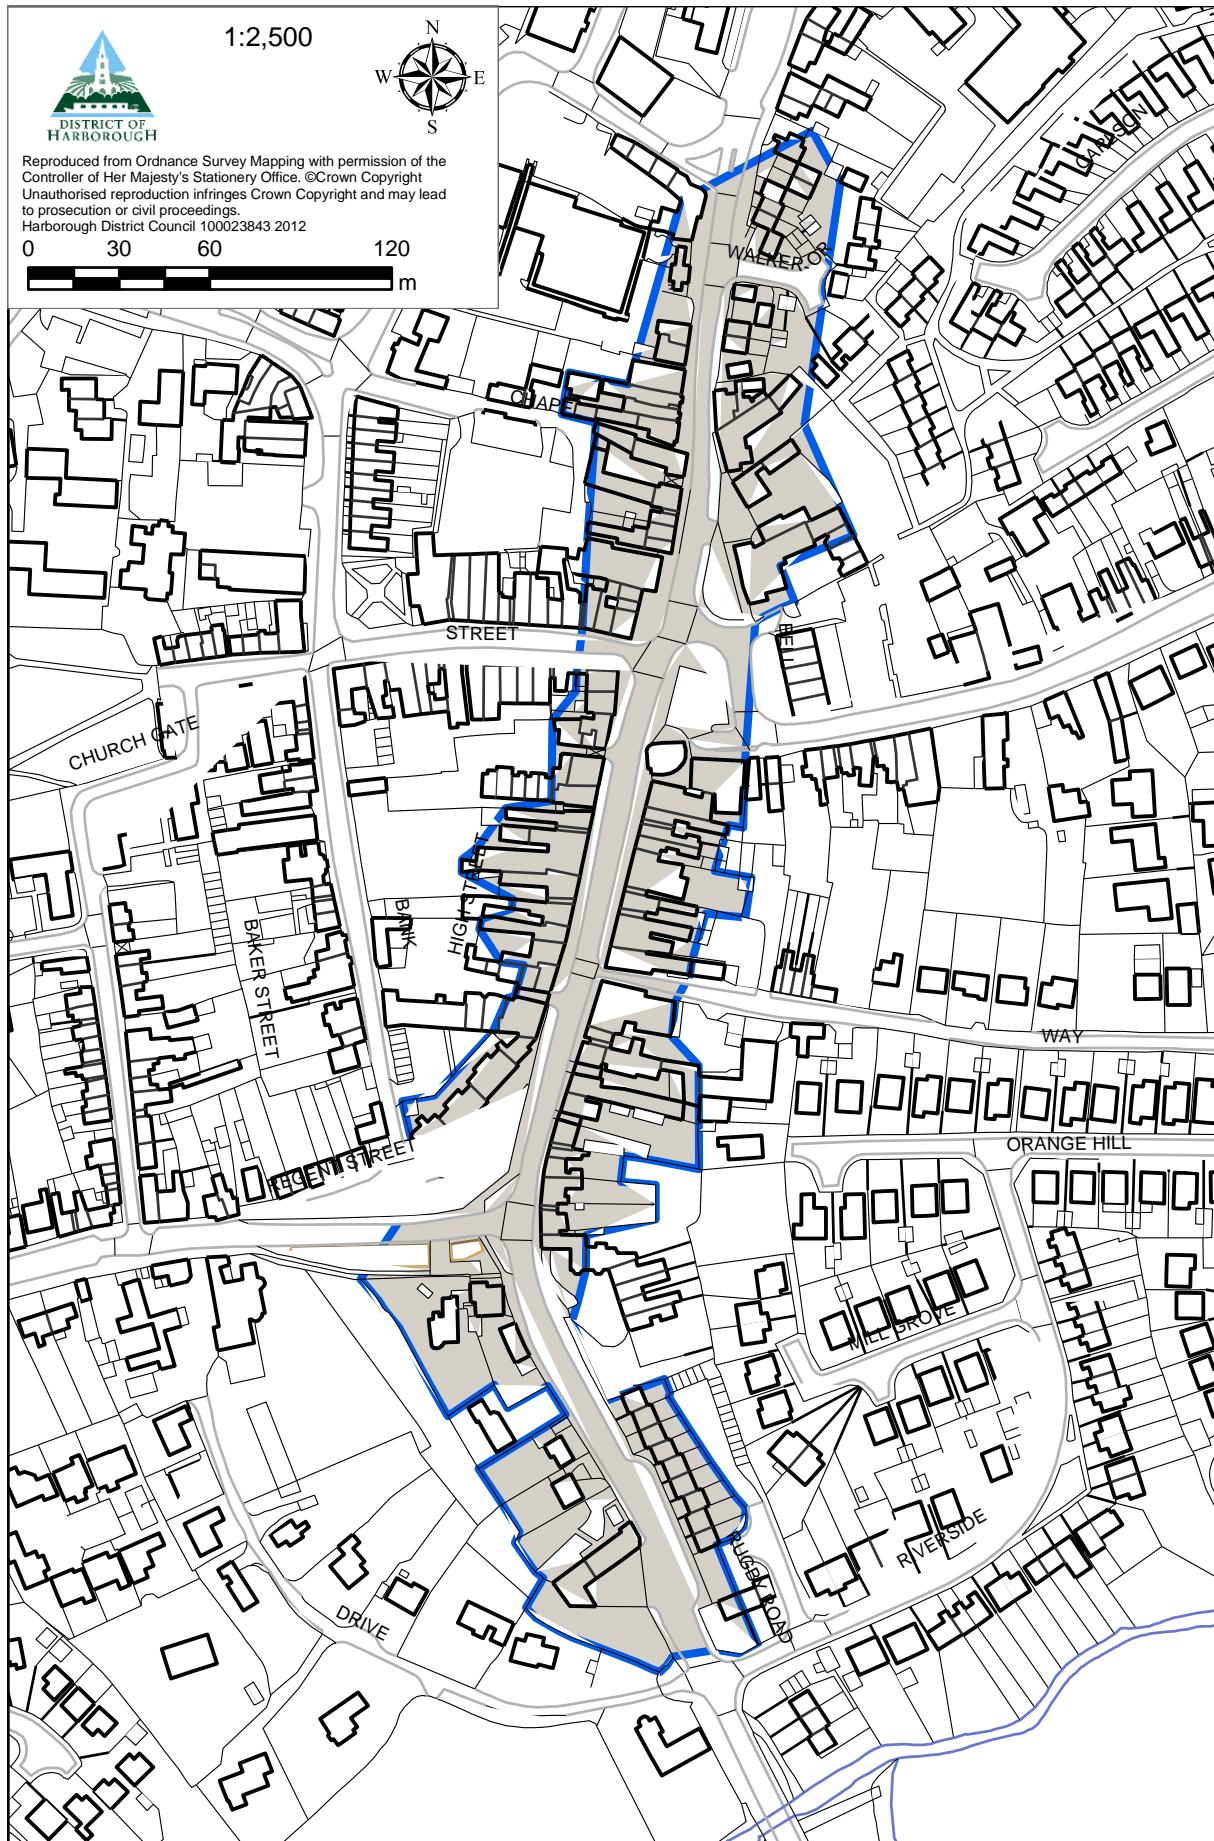 1:2,500
N
W E
S
DISTRICT OF
HARBOROUGH
Reproduced from Ordnance Survey Mapping with permission of the
Controller of Her Majesty's Stationery Office. ©Crown Copyright
Unauthorised reproduction infringes Crown Copyright and may lead
to prosecution or civil proceedings.
Harborough District Council 100023843 2012
0 30 60 120
m
CARLSON
WALKER
CHAPEL
STREET
BELL
CHURCH GATE
HIGH STREET
BANK
BAKER STREET
WAY
ORANGE HILL
REGENT STREET
MILL GROVE
RIVERSIDE
RUGBY ROAD
DRIVE